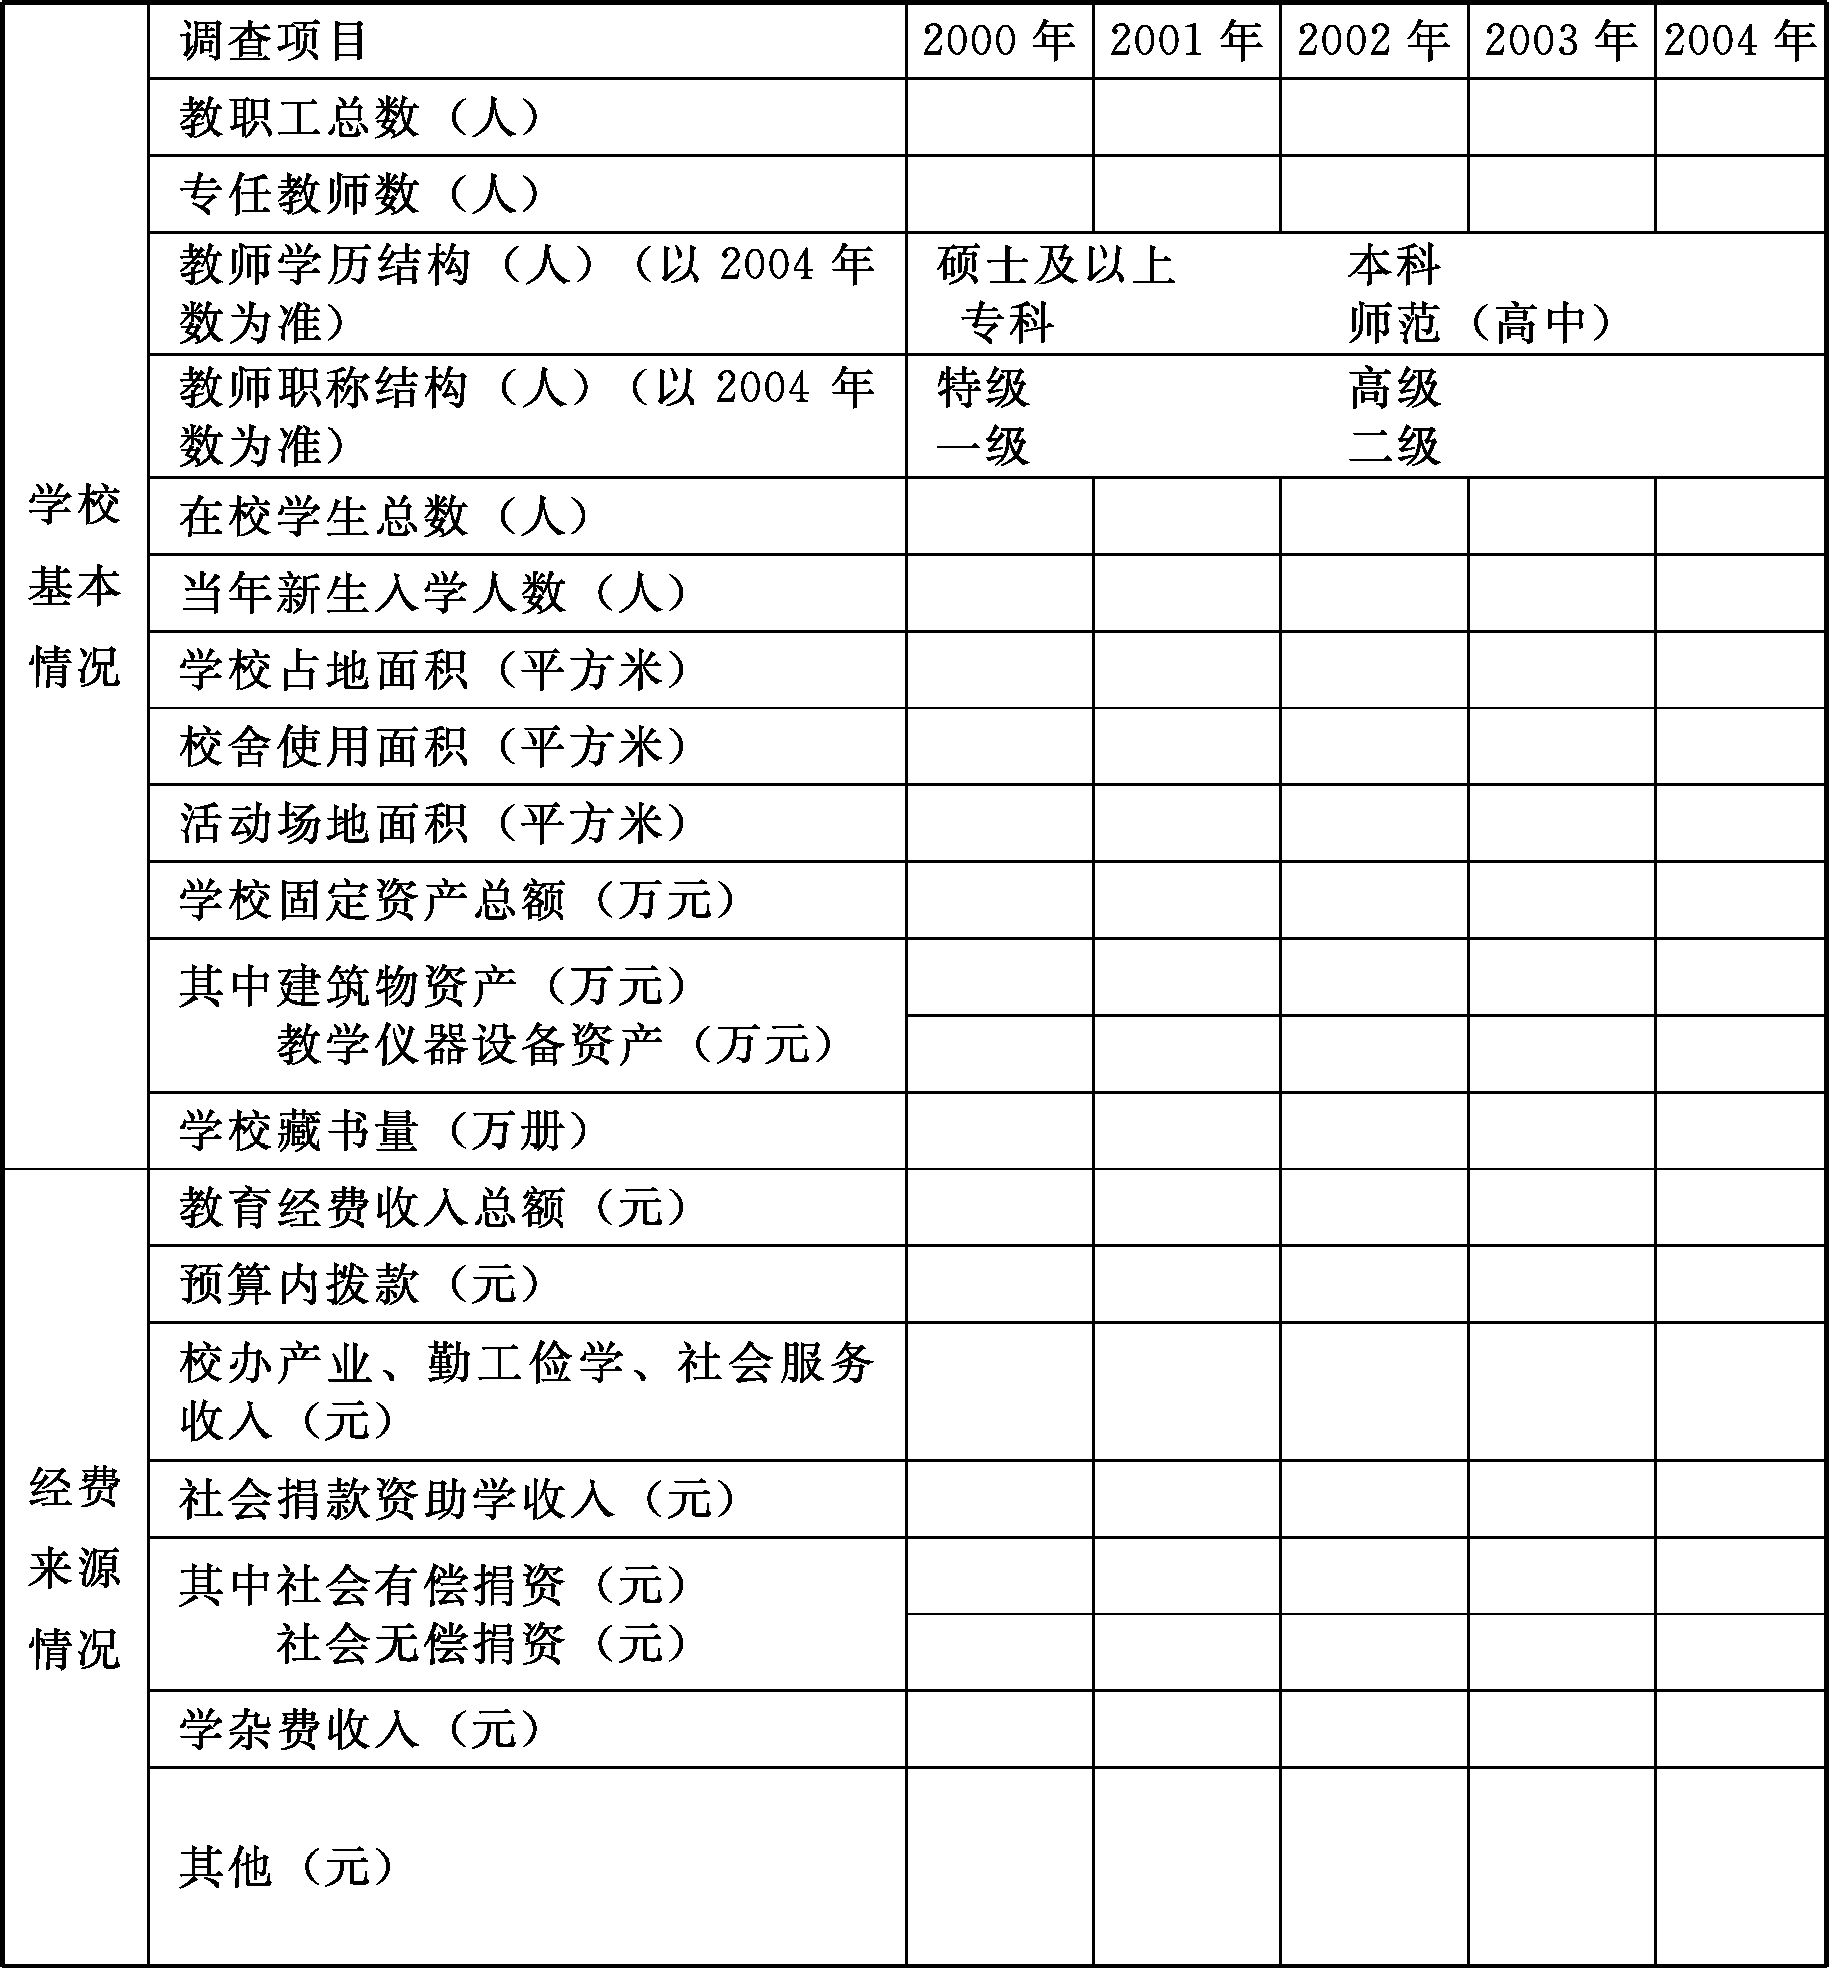 调查项目 2000 年 2001 年 2002 年 2003 年 2004 年
教职工总数（人）
专任教师数（人）
教师学历结构（人）（以 2004 年 硕士及以上 本科
数为准） 专科 师范（高中）
教师职称结构（人）（以 2004 年 特级 高级
数为准） 一级 二级
学校
基本
情况
在校学生总数（人）
当年新生入学人数（人）
学校占地面积（平方米）
校舍使用面积（平方米）
活动场地面积（平方米）
学校固定资产总额（万元）
其中建筑物资产（万元）
教学仪器设备资产（万元）
学校藏书量（万册）
经费
来源
情况
教育经费收入总额（元）
预算内拨款（元）
校办产业、勤工俭学、社会服务
收入（元）
社会捐款资助学收入（元）
其中社会有偿捐资（元）
社会无偿捐资（元）
学杂费收入（元）
其他（元）